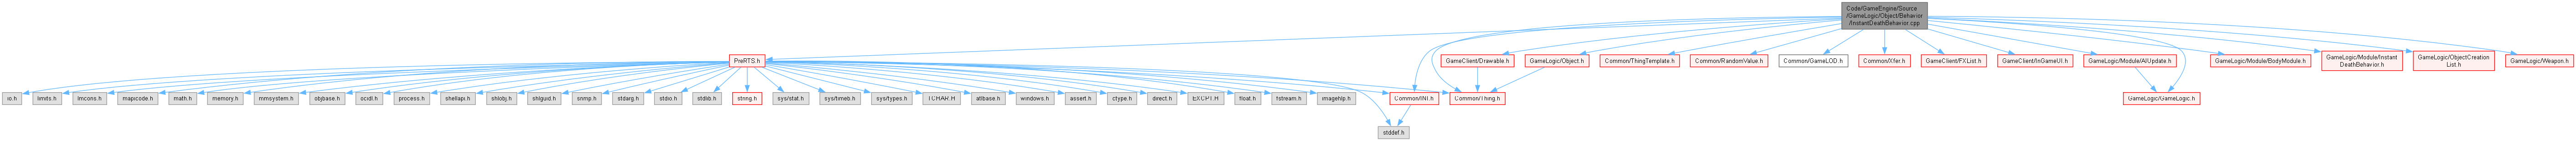 Code/GameEngine/Source
/GameLogic/Object/Behavior
/InstantDeathBehavior.cpp
PreRTS.h
GameClient/Drawable.h
GameLogic/Object.h
Common/ThingTemplate.h
Common/RandomValue.h
Common/GameLOD.h
Common/Xfer.h
GameClient/FXList.h
GameClient/InGameUI.h
GameLogic/Module/AIUpdate.h
GameLogic/Module/BodyModule.h
GameLogic/Module/Instant
DeathBehavior.h
GameLogic/ObjectCreation
List.h
GameLogic/Weapon.h
io.h
limits.h
lmcons.h
mapicode.h
math.h
memory.h
mmsystem.h
objbase.h
ocidl.h
process.h
shellapi.h
shlobj.h
shlguid.h
snmp.h
stdarg.h
stdio.h
stdlib.h
string.h
sys/stat.h
sys/timeb.h
sys/types.h
TCHAR.H
atlbase.h
windows.h
assert.h
ctype.h
direct.h
EXCPT.H
float.h
fstream.h
imagehlp.h
Common/INI.h
Common/Thing.h
GameLogic/GameLogic.h
stddef.h